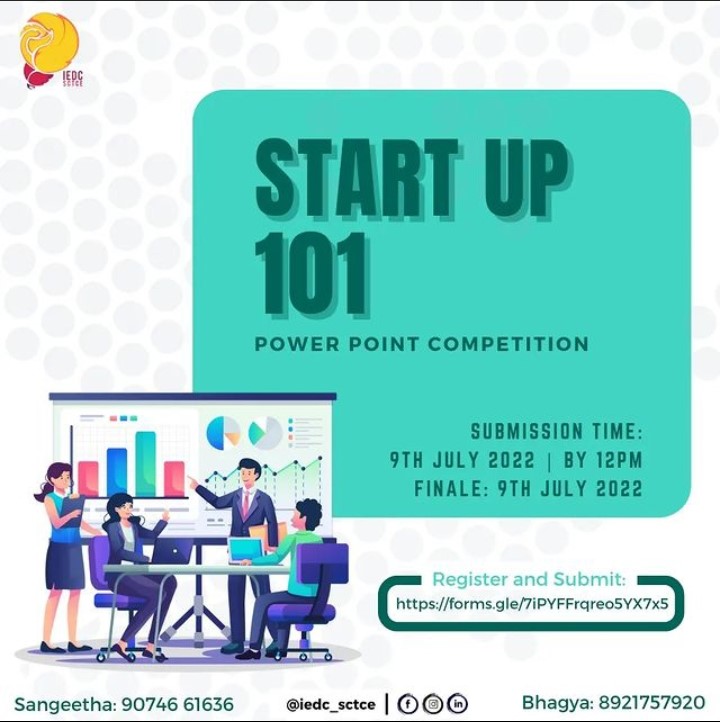 IEDC
SCTCE
START UP
101
POWER POINT COMPETITION
SUBMISSION TIME:
9TH JULY 2022 | BY 12PM
FINALE: 9TH JULY 2022
Register and Submit:
https://forms.gle/7iPYFFrqreo5YX7x5
Sangeetha: 90746 61636
@iedc_sctce |
Bhagya: 8921757920